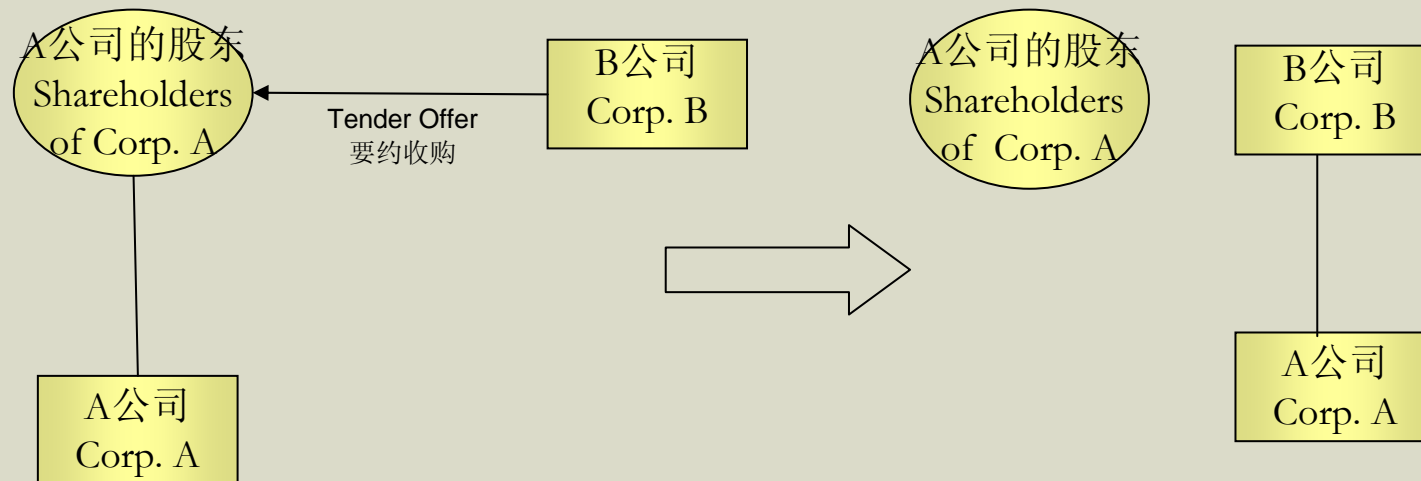 A公司的股东
Shareholders
of Corp. A
B公司
Corp. B
Tender Offer
要约收购
A公司
Corp. A
A公司的股东
Shareholders
of Corp. A
B公司
Corp. B
A公司
Corp. A